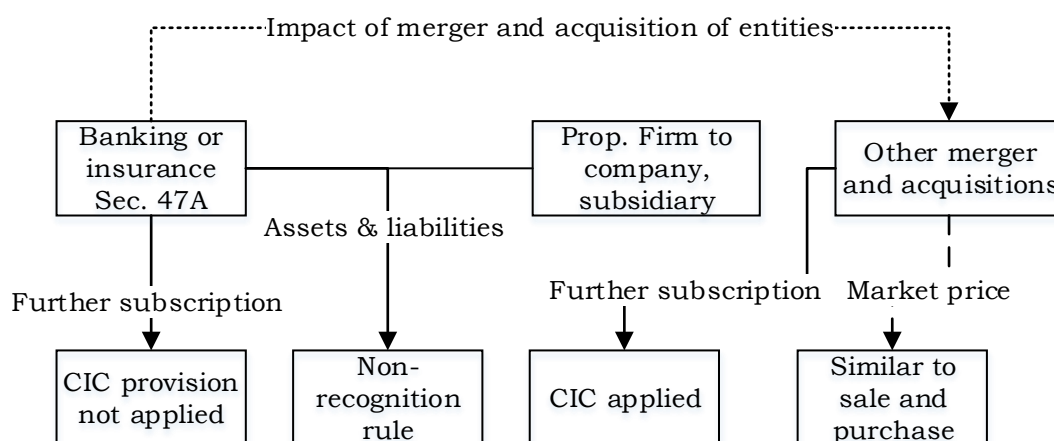 Impact of merger and acquisition of entities
Banking or
insurance
Sec. 47A
Prop. Firm to
company,
subsidiary
Other merger
and acquisitions
Assets & liabilities
Further subscription
Further subscription
Market price
CIC provision
not applied
Non-
recognition
rule
CIC applied
Similar to
sale and
purchase